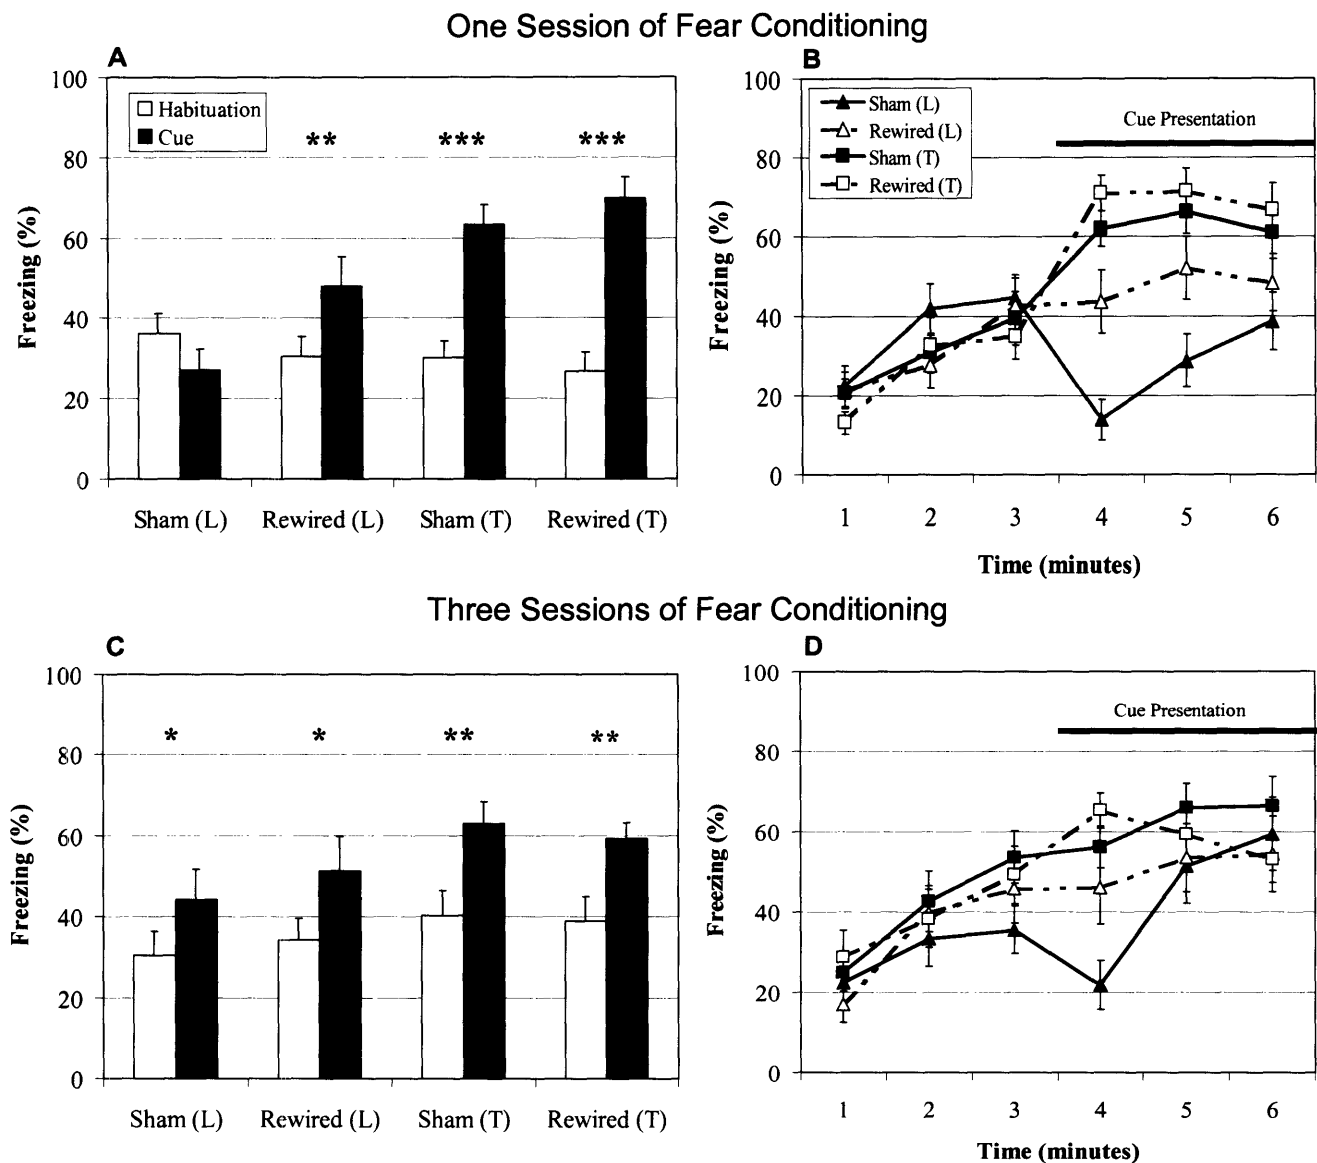 One Session of Fear Conditioning
A
100
80
60
40
20
0
Freezing (%)
Habituation
Cue
**
***
***
Sham (L)
Rewired (L)
Sham (T)
Rewired (T)
B
100
80
60
40
20
0
Freezing (%)
Sham (L)
Rewired (L)
Sham (T)
Rewired (T)
Cue Presentation
1 2 3 4 5 6
Time (minutes)
Three Sessions of Fear Conditioning
C
100
80
60
40
20
0
Freezing (%)
*
*
**
**
Sham (L)
Rewired (L)
Sham (T)
Rewired (T)
D
100
80
60
40
20
0
Freezing (%)
Cue Presentation
1 2 3 4 5 6
Time (minutes)